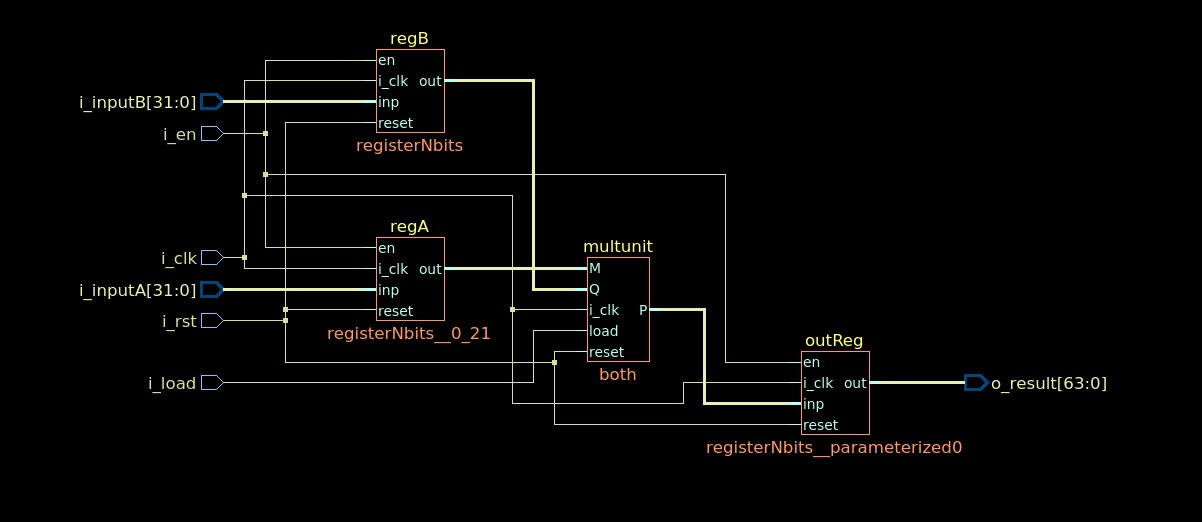 regB
en
i_clk out
i_inputB[31:0]
inp
i_en
reset
registerNbits
regA
en
multunit
i_clk
i_clk out
M
i_inputA[31:0]
inp
Q
i_rst
reset
i_clk P
registerNbits__0_21
load
outReg
reset
en
both
i_load
i_clk out
o_result[63:0]
inp
reset
registerNbits__parameterized0